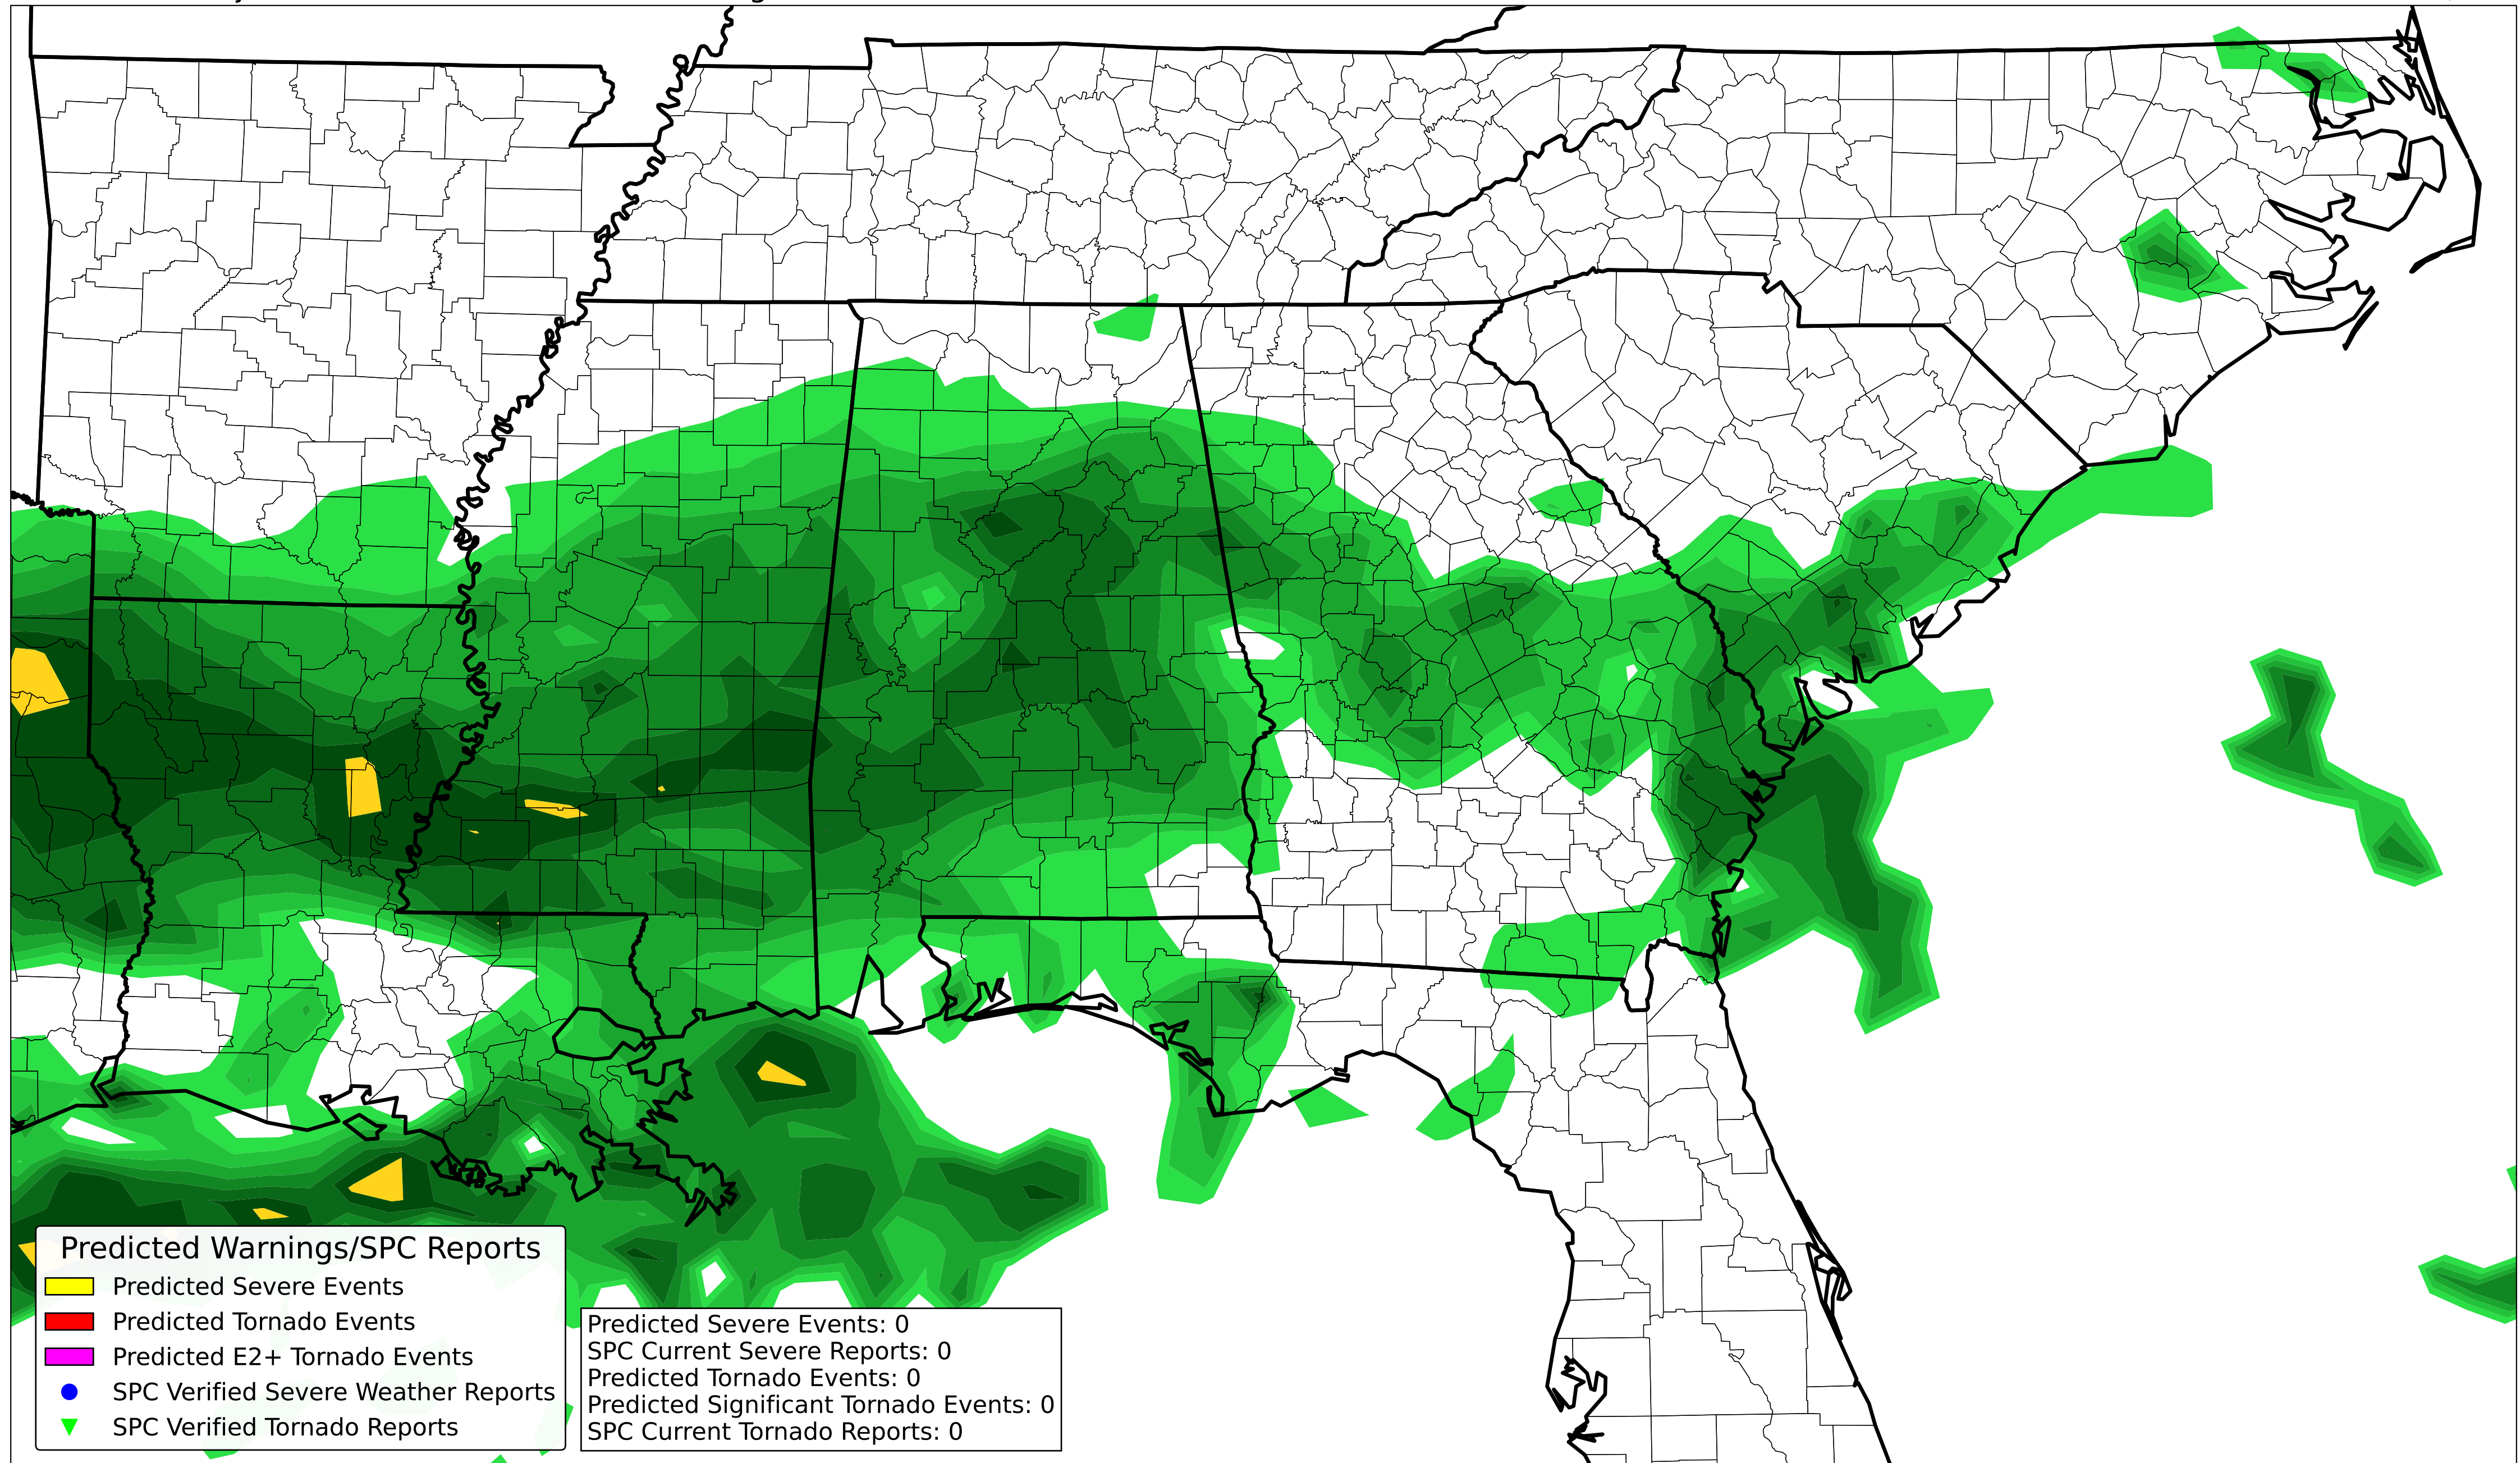 Predicted Warnings/SPC Reports
Predicted Severe Events
Predicted Tornado Events
Predicted E2+ Tornado Events
SPC Verified Severe Weather Reports
SPC Verified Tornado Reports
Predicted Severe Events: 0
SPC Current Severe Reports: 0
Predicted Tornado Events: 0
Predicted Significant Tornado Events: 0
SPC Current Tornado Reports: 0